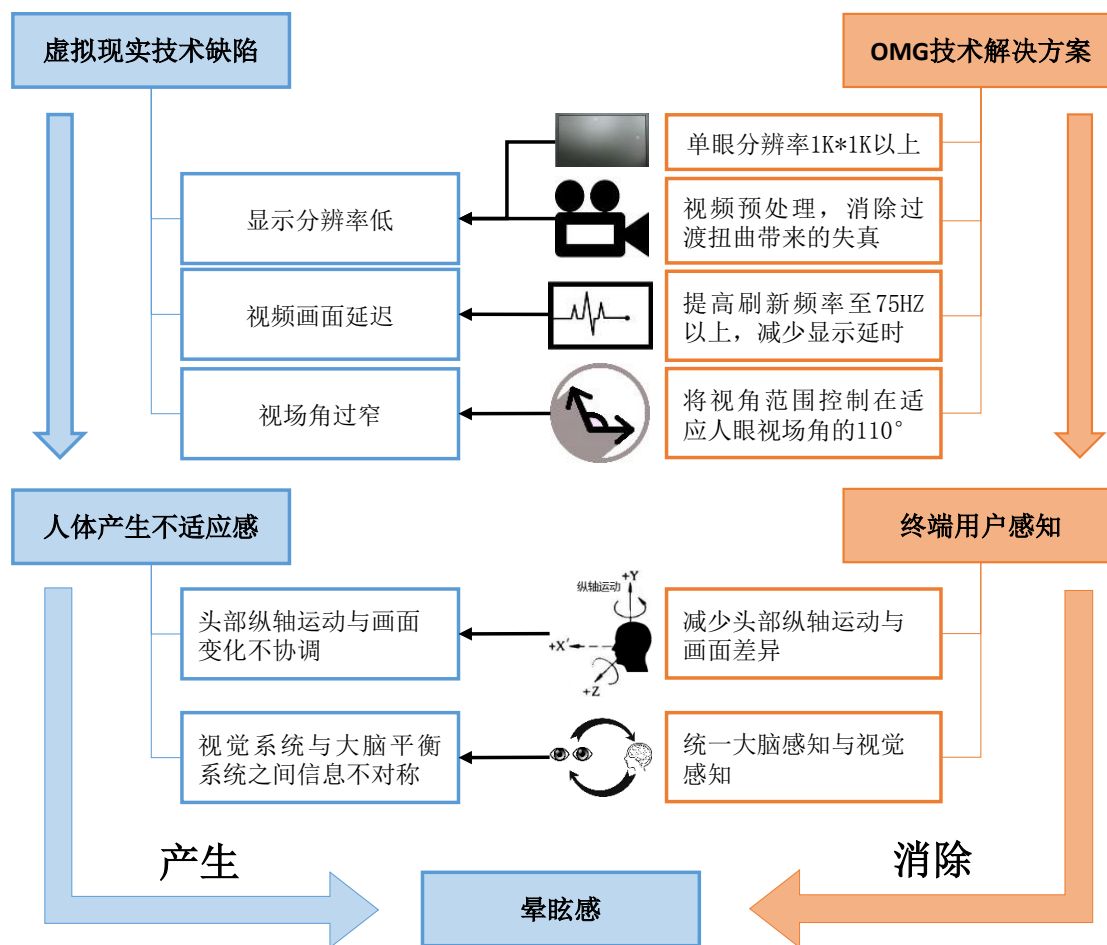 虚拟现实技术缺陷
OMG技术解决方案
单眼分辨率1K*1K以上
显示分辨率低
视频预处理，消除过
渡扭曲带来的失真
视频画面延迟
提高刷新频率至75HZ
以上，减少显示延时
视场角过窄
将视角范围控制在适
应人眼视场角的110°
人体产生不适应感
终端用户感知
头部纵轴运动与画面
变化不协调
纵轴运动
+Y
+X'
+Z
减少头部纵轴运动与
画面差异
视觉系统与大脑平衡
系统之间信息不对称
统一大脑感知与视觉
感知
产生
消除
晕眩感